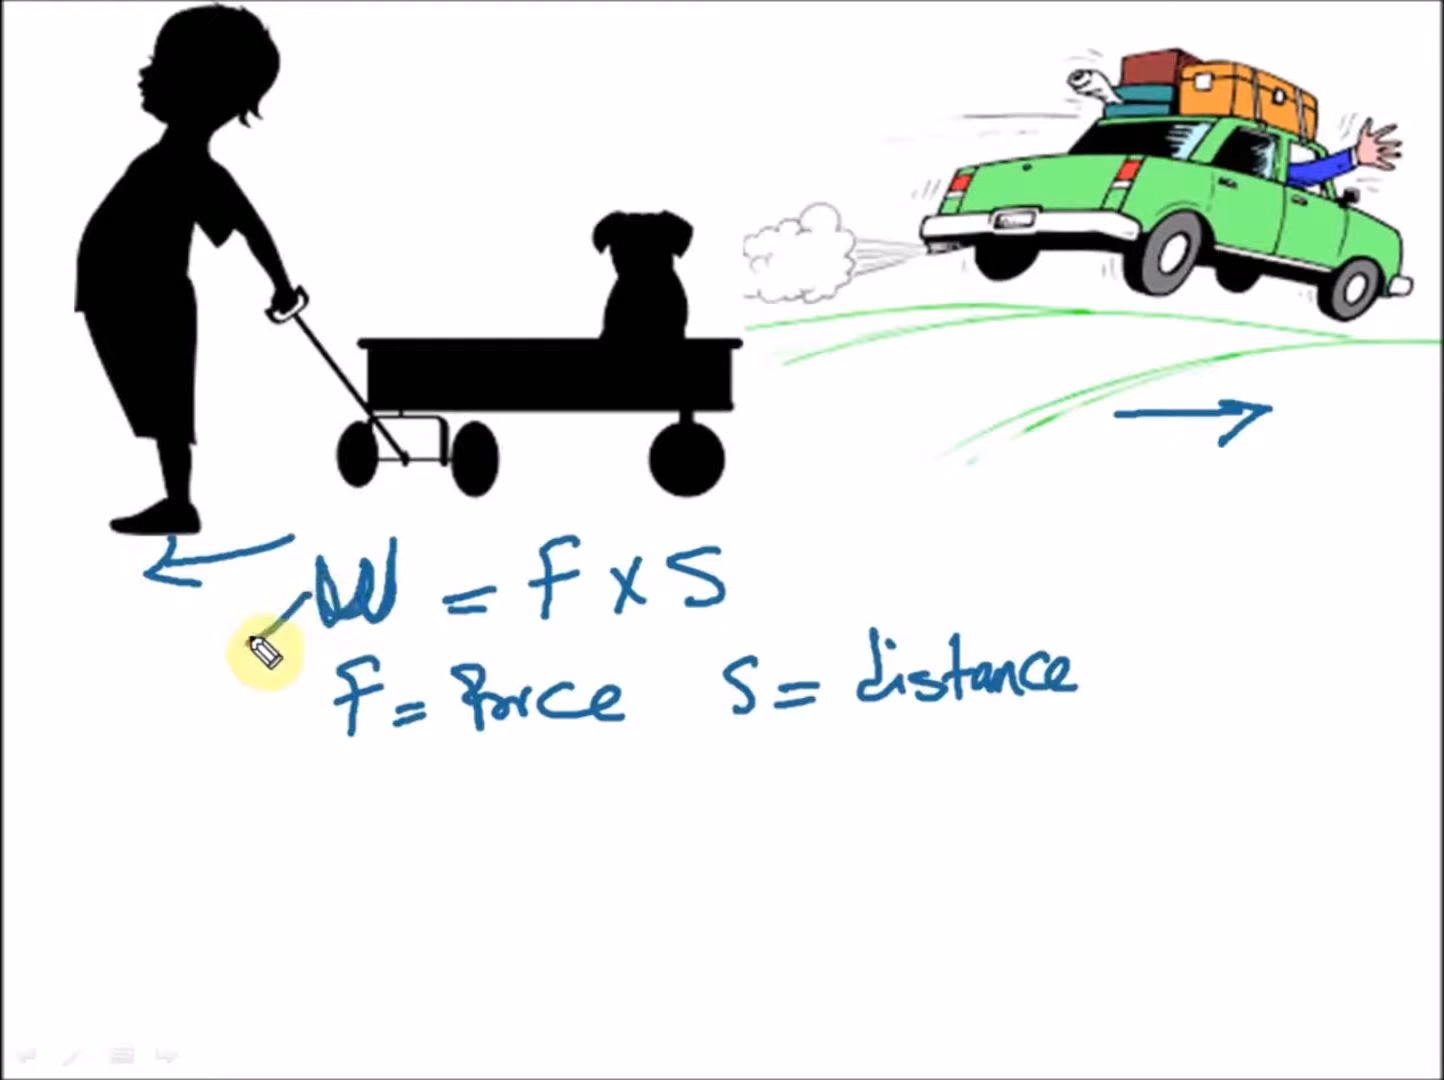 W = F x S
F = Force S = distance